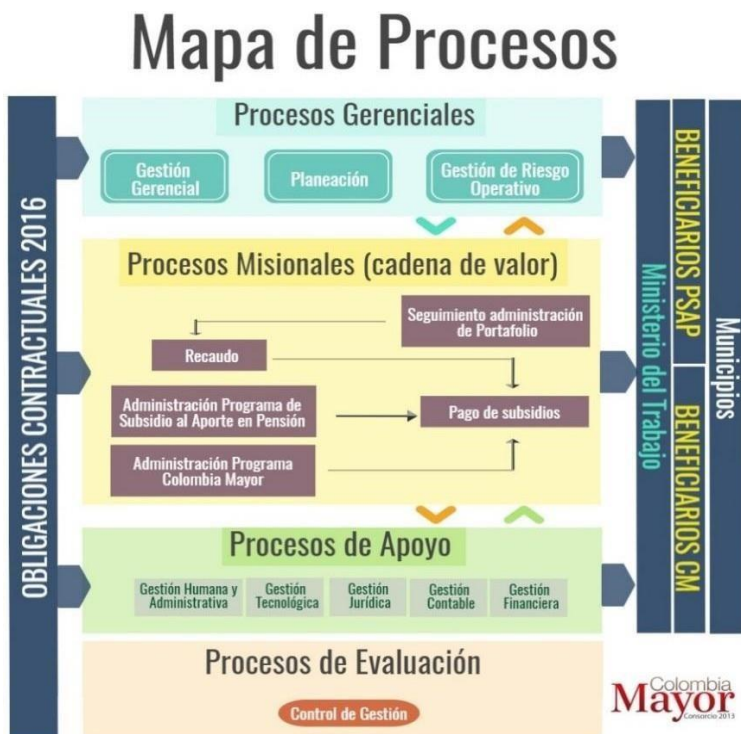 Mapa de Procesos
OBLIGACIONES CONTRACTUALES 2016
Procesos Gerenciales
Gestión
Gerencial
Planeación
Gestión de Riesgo
Operativo
Procesos Misionales (cadena de valor)
Seguimiento administración
de Portafolio
Recaudo
Administración Programa de
Subsidio al Aporte en Pensión
Pago de subsidios
Administración Programa
Colombia Mayor
Procesos de Apoyo
Gestión Humana y
Administrativa
Gestión
Tecnológica
Gestión
Jurídica
Gestión
Contable
Gestión
Financiera
Procesos de Evaluación
Control de Gestión
Ministerio del Trabajo
BENEFICIARIOS PSAP
BENEFICIARIOS CM
Municipios
Colombia
Mayor
Consorcio 2013